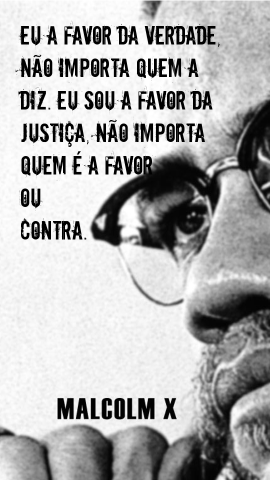 EU A FAVOR DA VERDADE,
NÃO IMPORTA QUEM A
DIZ. EU SOU A FAVOR DA
JUSTIÇA, NÃO IMPORTA
QUEM É A FAVOR
OU
CONTRA.
MALCOLM X